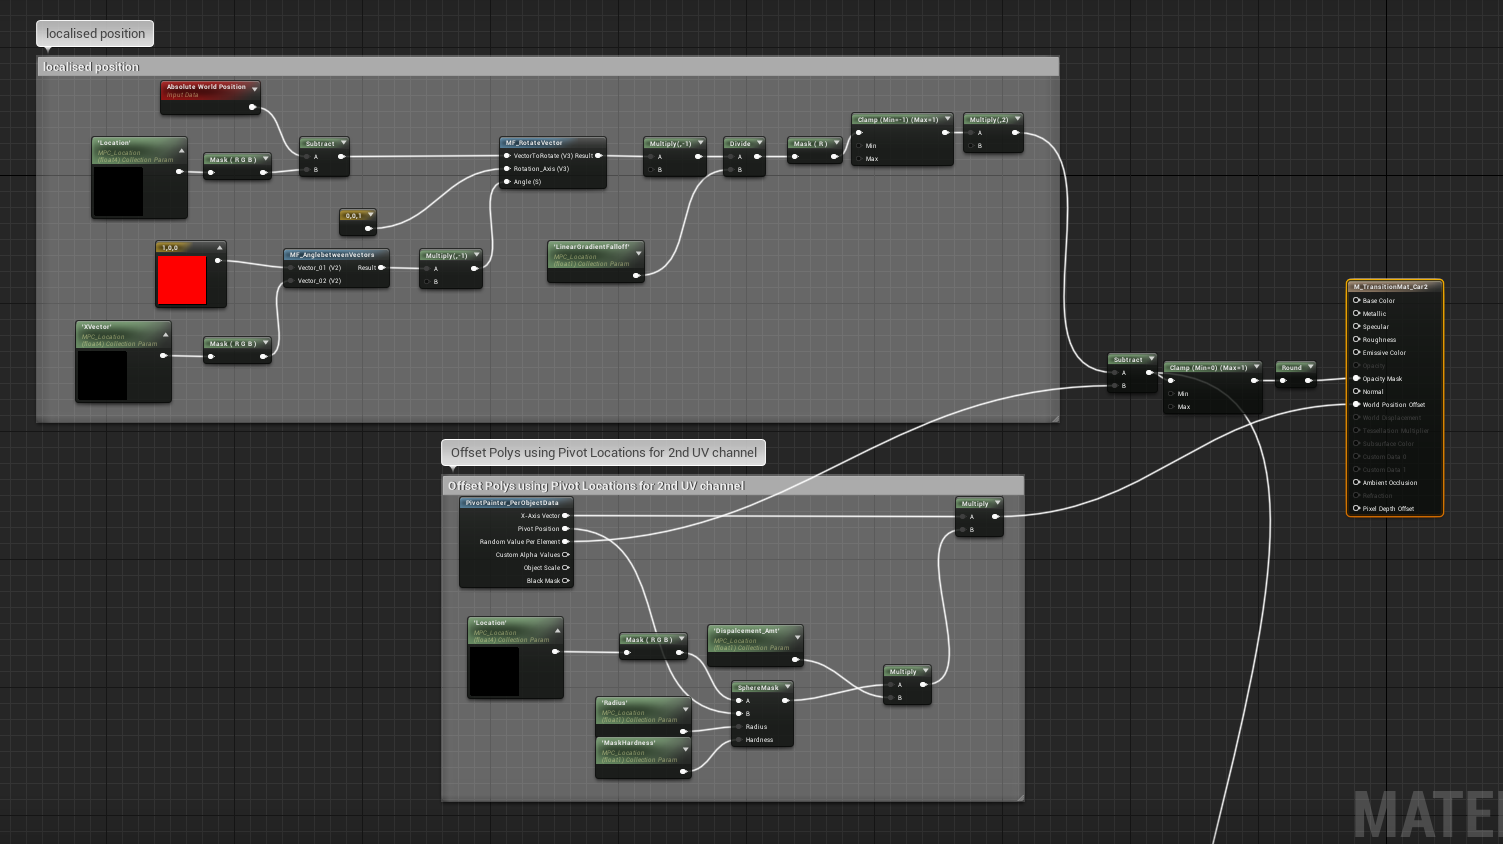 localised position
localised position
Absolute World Position
Input Data
'Location'
MPC_Location
(float4) Collection Param
Mask ( R G B )
Subtract
A
B
0,0,1
MF_RotateVector
VectorToRotate (V3) Result
Rotation_Axis (V3)
Angle (S)
Multiply(,-1)
A
B
Divide
A
B
Mask ( R )
Clamp (Min=-1) (Max=1)
Min
Max
Multiply(,2)
A
B
1,0,0
MF_AnglebetweenVectors
Vector_01 (V2) Result
Vector_02 (V2)
Multiply(,-1)
A
B
'LinearGradientFalloff'
MPC_Location
(float1) Collection Param
'XVector'
MPC_Location
(float4) Collection Param
Mask ( R G B )
Subtract
A
B
Clamp (Min=0) (Max=1)
Min
Max
Round
M_TransitionMat_Car2
Base Color
Metallic
Specular
Roughness
Emissive Color
Opacity
Opacity Mask
Normal
World Position Offset
World Displacement
Tessellation Multiplier
Subsurface Color
Custom Data 0
Custom Data 1
Ambient Occlusion
Refraction
Pixel Depth Offset
Offset Polys using Pivot Locations for 2nd UV channel
Offset Polys using Pivot Locations for 2nd UV channel
PivotPainter_PerObjectData
X-Axis Vector
Pivot Position
Random Value Per Element
Custom Alpha Values
Object Scale
Black Mask
Multiply
A
B
'Location'
MPC_Location
(float4) Collection Param
Mask ( R G B )
'Dispalcement_Amt'
MPC_Location
(float1) Collection Param
SphereMask
A
B
Radius
Hardness
Multiply
A
B
'Radius'
MPC_Location
(float1) Collection Param
'MaskHardness'
MPC_Location
(float1) Collection Param
MATE